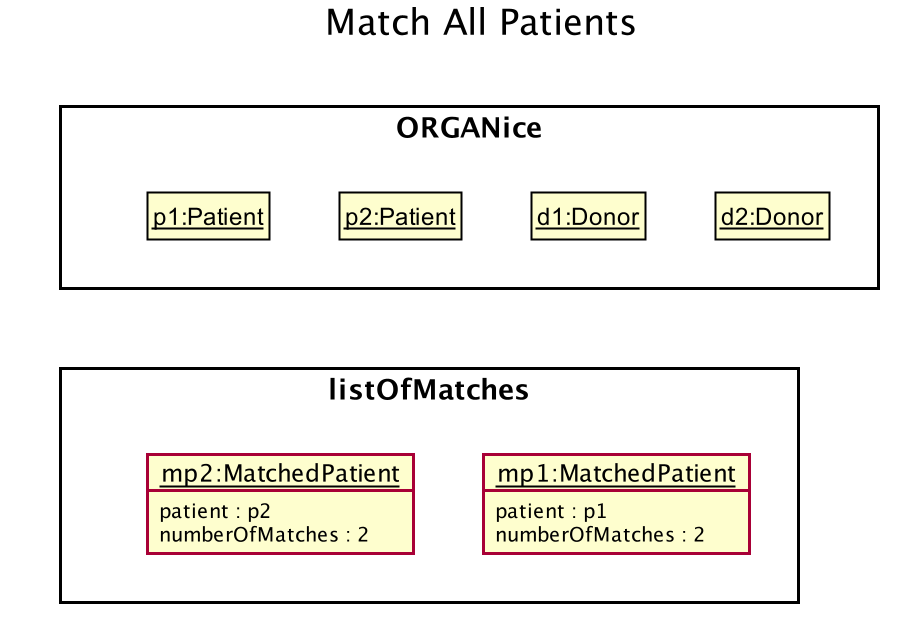 Match All Patients
ORGANice
p1:Patient
p2:Patient
d1:Donor
d2:Donor
listOfMatches
mp2:MatchedPatient
patient : p2
numberOfMatches : 2
mp1:MatchedPatient
patient : p1
numberOfMatches : 2